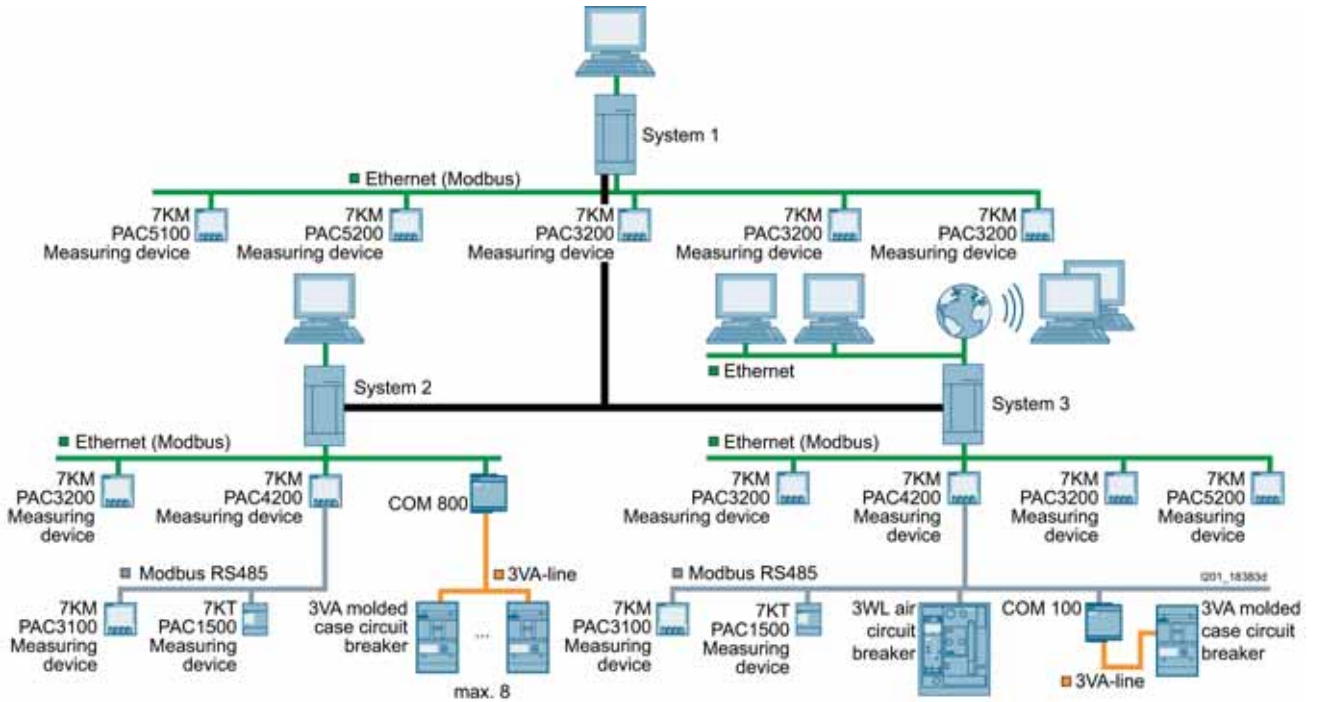 System 1
Ethernet (Modbus)
7KM
PAC5100
Measuring device
7KM
PAC5200
Measuring device
7KM
PAC3200
Measuring device
7KM
PAC3200
Measuring device
7KM
PAC3200
Measuring device
Ethernet
System 2
System 3
Ethernet (Modbus)
7KM
PAC3200
Measuring
device
7KM
PAC4200
Measuring device
COM 800
Ethernet (Modbus)
7KM
PAC3200
Measuring device
7KM
PAC4200
Measuring device
7KM
PAC3200
Measuring
device
7KM
PAC5200
Measuring
device
Modbus RS485
7KM
PAC3100
Measuring
device
7KT
PAC1500
Measuring
device
3VA-line
3VA molded
case circuit
breaker
...
max. 8
Modbus RS485
I201_18383d
7KM
PAC3100
Measuring
device
7KT
PAC1500
Measuring
device
3WL air
circuit
breaker
COM 100
3VA molded
case circuit
breaker
3VA-line